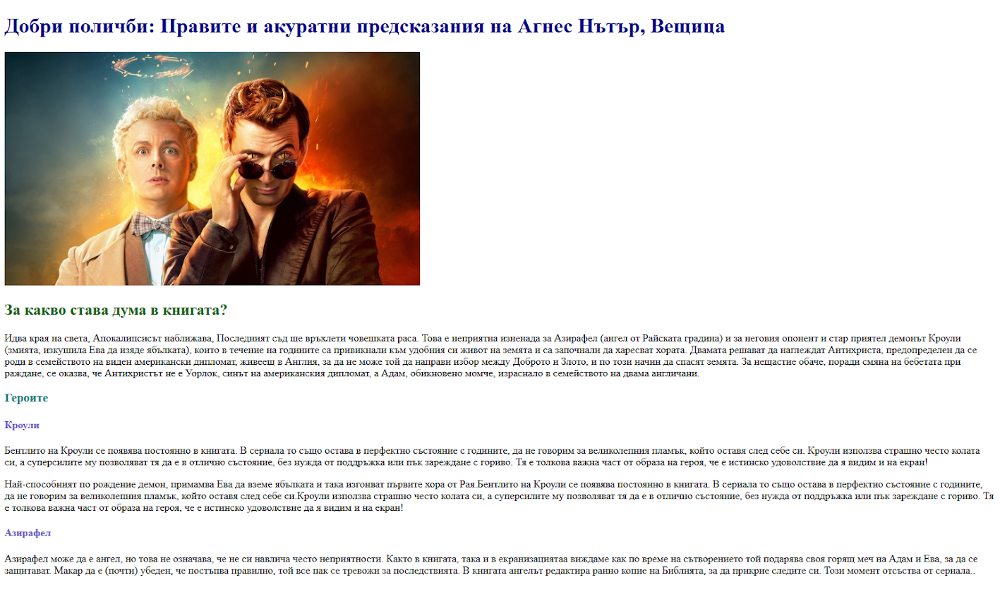 Добри поличби: Правите и акуратни предсказания на Агнес Нътър, Вещица
За какво става дума в книгата?
Идва края на света, Апокалипсисът наближава, Последният съд ще връхлети човешката раса. Това е неприятна изненада за Азирафел (ангел от Райската градина) и за неговия опонент и стар приятел демонът Кроули
(змията, изкушила Ева да изяде ябълката), които в течение на годините са привикнали към удобния си живот на земята и са започнали да харесват хората. Двамата решават да наглеждат Антихриста, предопределен да се
роди в семейството на виден американски дипломат, живеещ в Англия, за да не може той да направи избор между Доброто и Злото, и по този начин да спасят земята. За нещастие обаче, поради смяна на бебетата при
раждане, се оказва, че Антихристът не е Уорлок, синът на американския дипломат, а Адам, обикновено момче, израснало в семейството на двама англичани.
Героите
Кроули
Бентлито на Кроули се появява постоянно в книгата. В сериала то също остава в перфектно състояние с годините, да не говорим за великолепния пламък, който оставя след себе си. Кроули използва страшно често колата
си, а суперсилите му позволяват тя да е в отлично състояние, без нужда от поддръжка или пък зареждане с гориво. Тя е толкова важна част от образа на героя, че е истинско удоволствие да я видим и на екран!
Най-способният по рождение демон, примамва Ева да вземе ябълката и така изгонват първите хора от Рая.Бентлито на Кроули се появява постоянно в книгата. В сериала то също остава в перфектно състояние с годините,
да не говорим за великолепния пламък, който оставя след себе си.Кроули използва страшно често колата си, а суперсилите му позволяват тя да е в отлично състояние, без нужда от поддръжка или пък зареждане с гориво. Тя
е толкова важна част от образа на героя, че е истинско удоволствие да я видим и на екран!
Азирафел
Азирафел може да е ангел, но това не означава, че не си навлича често неприятности. Както в книгата, така и в екранизациятаа виждаме как по време на сътворението той подарява своя горящ меч на Адам и Ева, за да се
защитават. Макар да е (почти) убеден, че постъпва правилно, той все пак се тревожи за последствията. В книгата ангелът редактира ранно копие на Библията, за да прикрие следите си. Този момент отсъства от сериала..